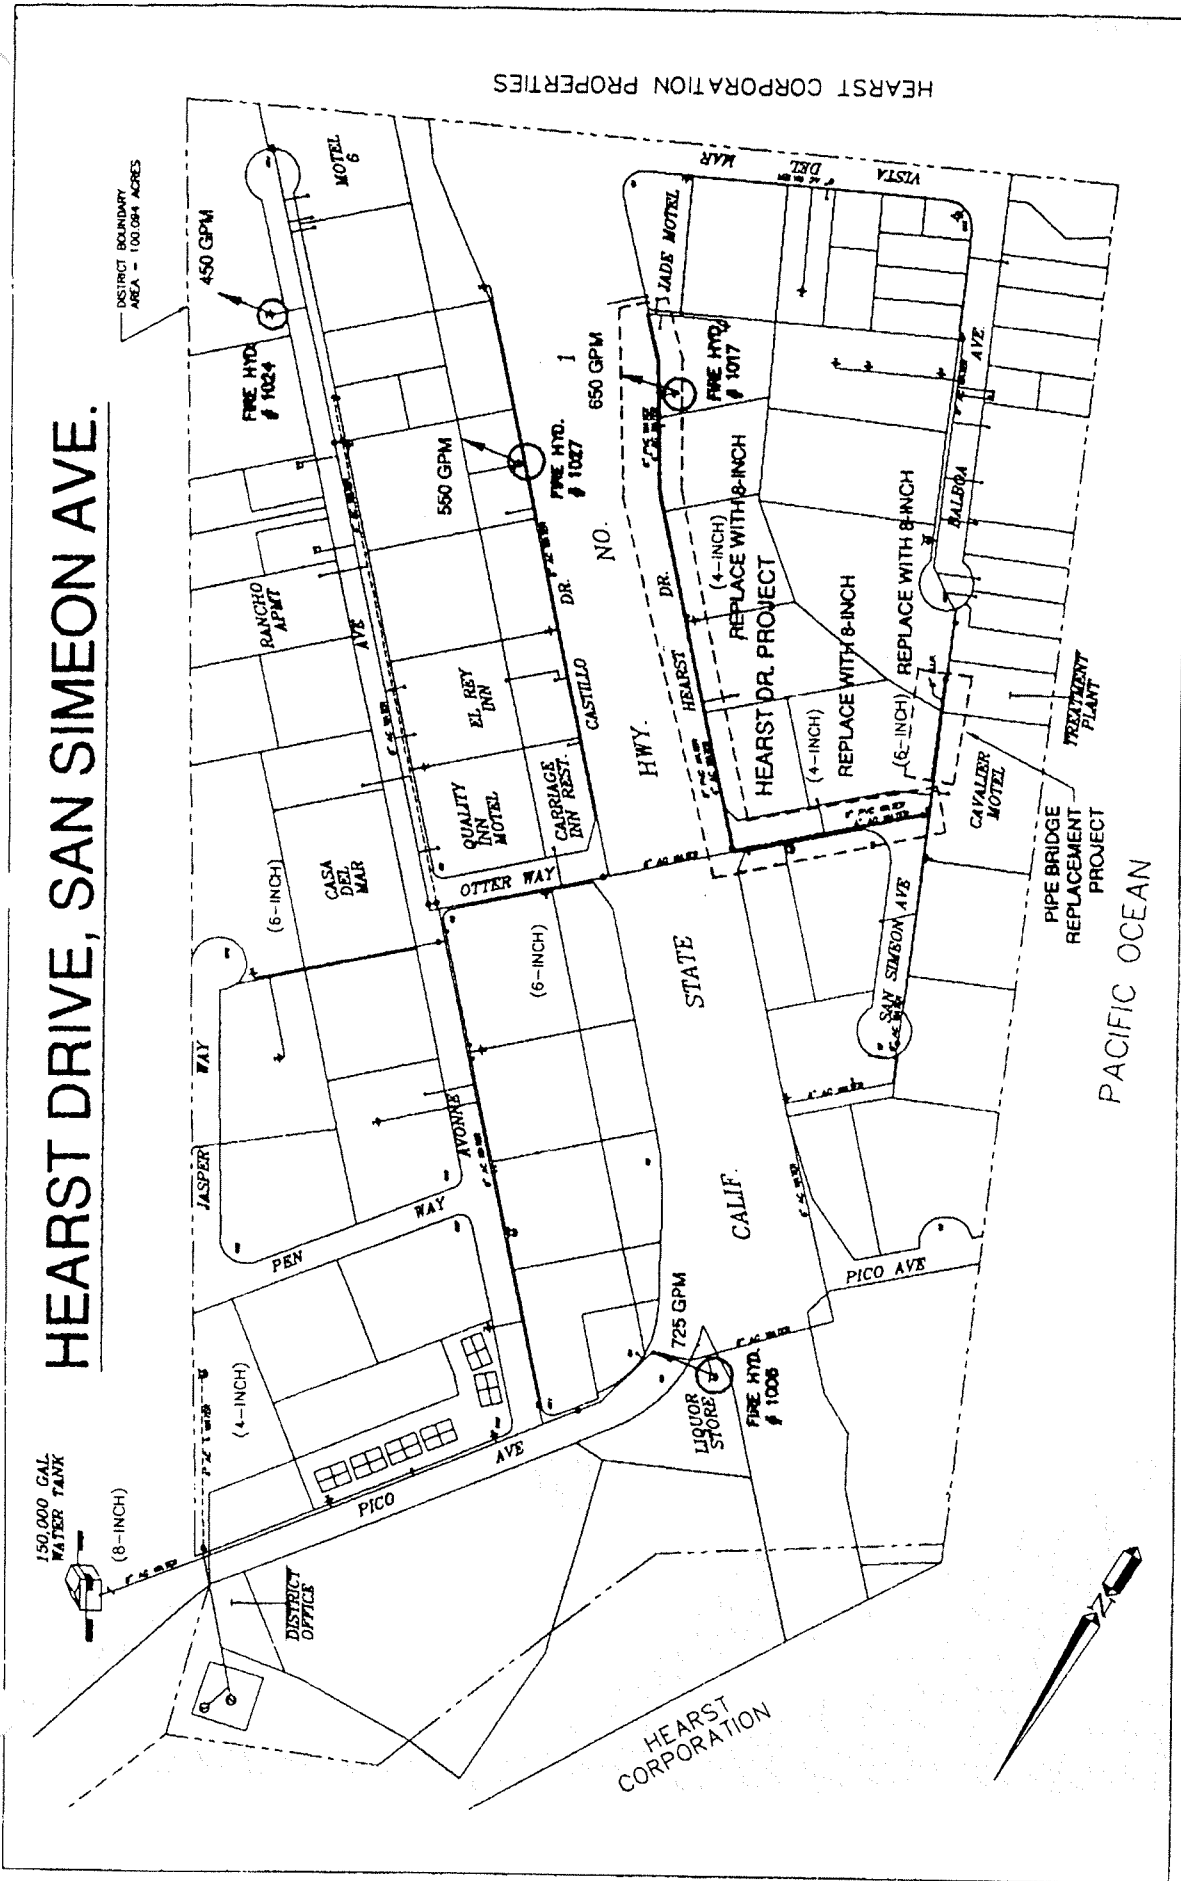 HEARST DRIVE, SAN SIMEON AVE.
150,000 GAL.
WATER TANK
(8-INCH)
DISTRICT BOUNDARY
AREA = 100.094 ACRES
HEARST CORPORATION PROPERTIES
DISTRICT
OFFICE
(4-INCH)
JASPER WAY
PEN WAY
PICO AVE
(6-INCH)
CASA
DEL
MAR
RANCHO
APMT
FIRE HYD.
# 1024
450 GPM
MOTEL
6
AVONNE
AVE
OTTER WAY
QUALITY
INN
MOTEL
EL REY
INN
CARRIAGE
INN REST.
(6-INCH)
550 GPM
FIRE HYD.
# 1027
CASTILLO DR.
CALIF. STATE HWY. NO. 1
650 GPM
FIRE HYD.
# 1017
JADE MOTEL
VISTA DEL MAR
HEARST DR.
(4-INCH)
REPLACE WITH 8-INCH
HEARST DR. PROJECT
(4-INCH)
REPLACE WITH 8-INCH
(6-INCH)
REPLACE WITH 8-INCH
BALBOA AVE.
725 GPM
FIRE HYD.
# 1006
LIQUOR
STORE
PICO AVE
SAN SIMEON AVE
CAVALIER
MOTEL
TREATMENT
PLANT
PIPE BRIDGE
REPLACEMENT
PROJECT
PACIFIC OCEAN
HEARST
CORPORATION
N